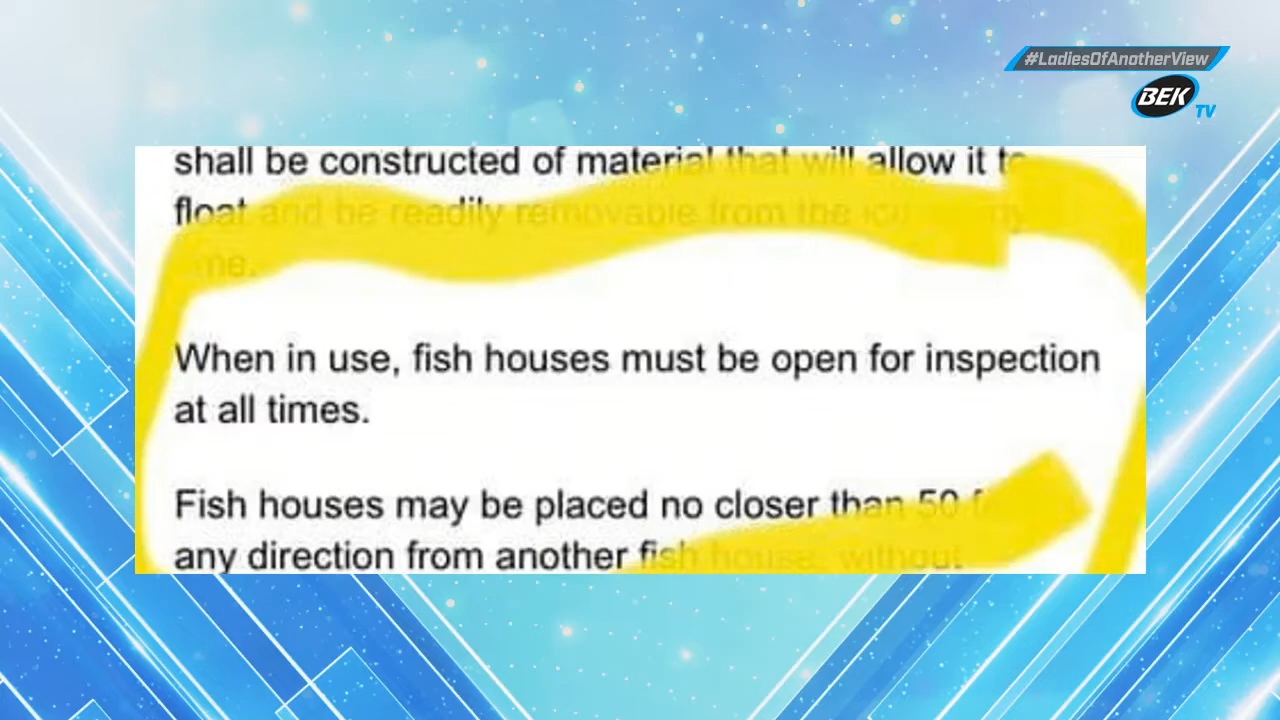 #LadiesOfAnotherView
BEK TV
shall be constructed of material that will allow it to
float and be readily removable from the ice
When in use, fish houses must be open for inspection
at all times.
Fish houses may be placed no closer than 50
any direction from another fish house, without